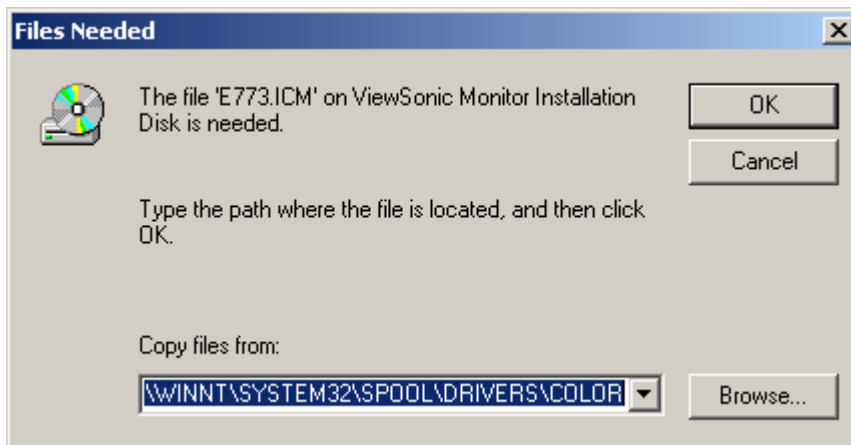 Files Needed
The file 'E773.ICM' on ViewSonic Monitor Installation
Disk is needed.
OK
Cancel
Type the path where the file is located, and then click
OK.
Copy files from:
\WINNT\SYSTEM32\SPOOL\DRIVERS\COLOR
Browse...